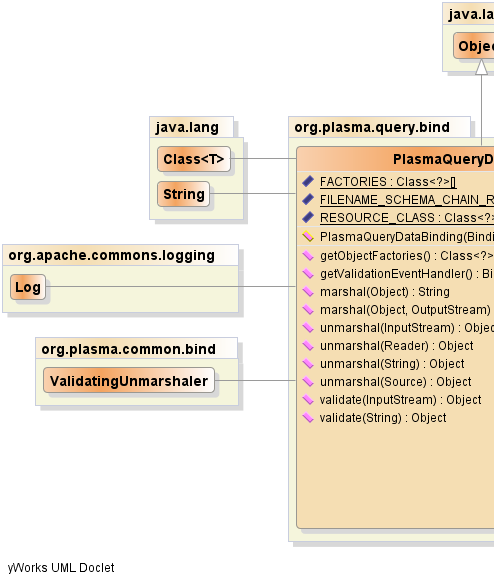 java.la
Objec
java.lang
Class<T>
String
org.plasma.query.bind
PlasmaQueryD
FACTORIES : Class<?>[]
FILENAME_SCHEMA_CHAIN_R
RESOURCE_CLASS : Class<?>
PlasmaQueryDataBinding(Bindi
getObjectFactories() : Class<?>
getValidationEventHandler() : Bi
marshal(Object) : String
marshal(Object, OutputStream)
unmarshal(InputStream) : Objec
unmarshal(Reader) : Object
unmarshal(String) : Object
unmarshal(Source) : Object
validate(InputStream) : Object
validate(String) : Object
org.apache.commons.logging
Log
org.plasma.common.bind
ValidatingUnmarshaler
yWorks UML Doclet